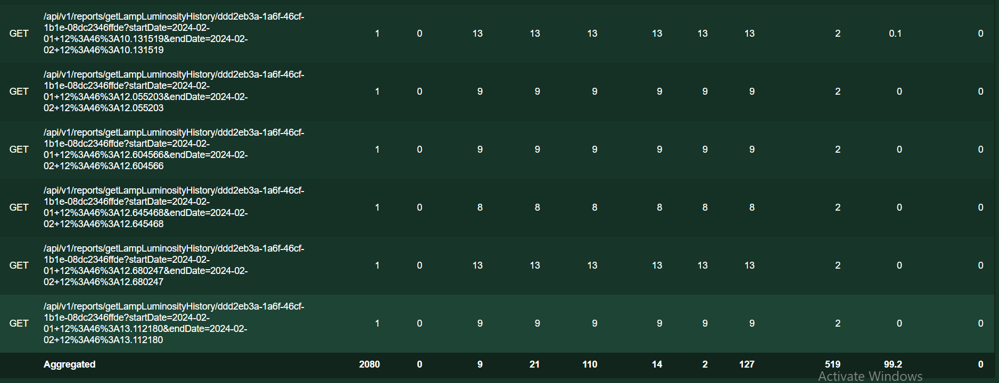 /api/v1/reports/getLampLuminosityHistory/ddd2eb3a-1a6f-46cf-
1b1e-08dc2346ffde?startDate=2024-02-
GET 1 0 13 13 13 13 13 13 2 0.1 0
01+12%3A46%3A10.131519&endDate=2024-02-
02+12%3A46%3A10.131519
/api/v1/reports/getLampLuminosityHistory/ddd2eb3a-1a6f-46cf-
1b1e-08dc2346ffde?startDate=2024-02-
GET 1 0 9 9 9 9 9 9 2 0 0
01+12%3A46%3A12.055203&endDate=2024-02-
02+12%3A46%3A12.055203
/api/v1/reports/getLampLuminosityHistory/ddd2eb3a-1a6f-46cf-
1b1e-08dc2346ffde?startDate=2024-02-
GET 1 0 9 9 9 9 9 9 2 0 0
01+12%3A46%3A12.604566&endDate=2024-02-
02+12%3A46%3A12.604566
/api/v1/reports/getLampLuminosityHistory/ddd2eb3a-1a6f-46cf-
1b1e-08dc2346ffde?startDate=2024-02-
GET 1 0 8 8 8 8 8 8 2 0 0
01+12%3A46%3A12.645468&endDate=2024-02-
02+12%3A46%3A12.645468
/api/v1/reports/getLampLuminosityHistory/ddd2eb3a-1a6f-46cf-
1b1e-08dc2346ffde?startDate=2024-02-
GET 1 0 13 13 13 13 13 13 2 0 0
01+12%3A46%3A12.680247&endDate=2024-02-
02+12%3A46%3A12.680247
/api/v1/reports/getLampLuminosityHistory/ddd2eb3a-1a6f-46cf-
1b1e-08dc2346ffde?startDate=2024-02-
GET 1 0 9 9 9 9 9 9 2 0 0
01+12%3A46%3A13.112180&endDate=2024-02-
02+12%3A46%3A13.112180
Aggregated 2080 0 9 21 110 14 2 127 519 99.2 0
Activate Windows